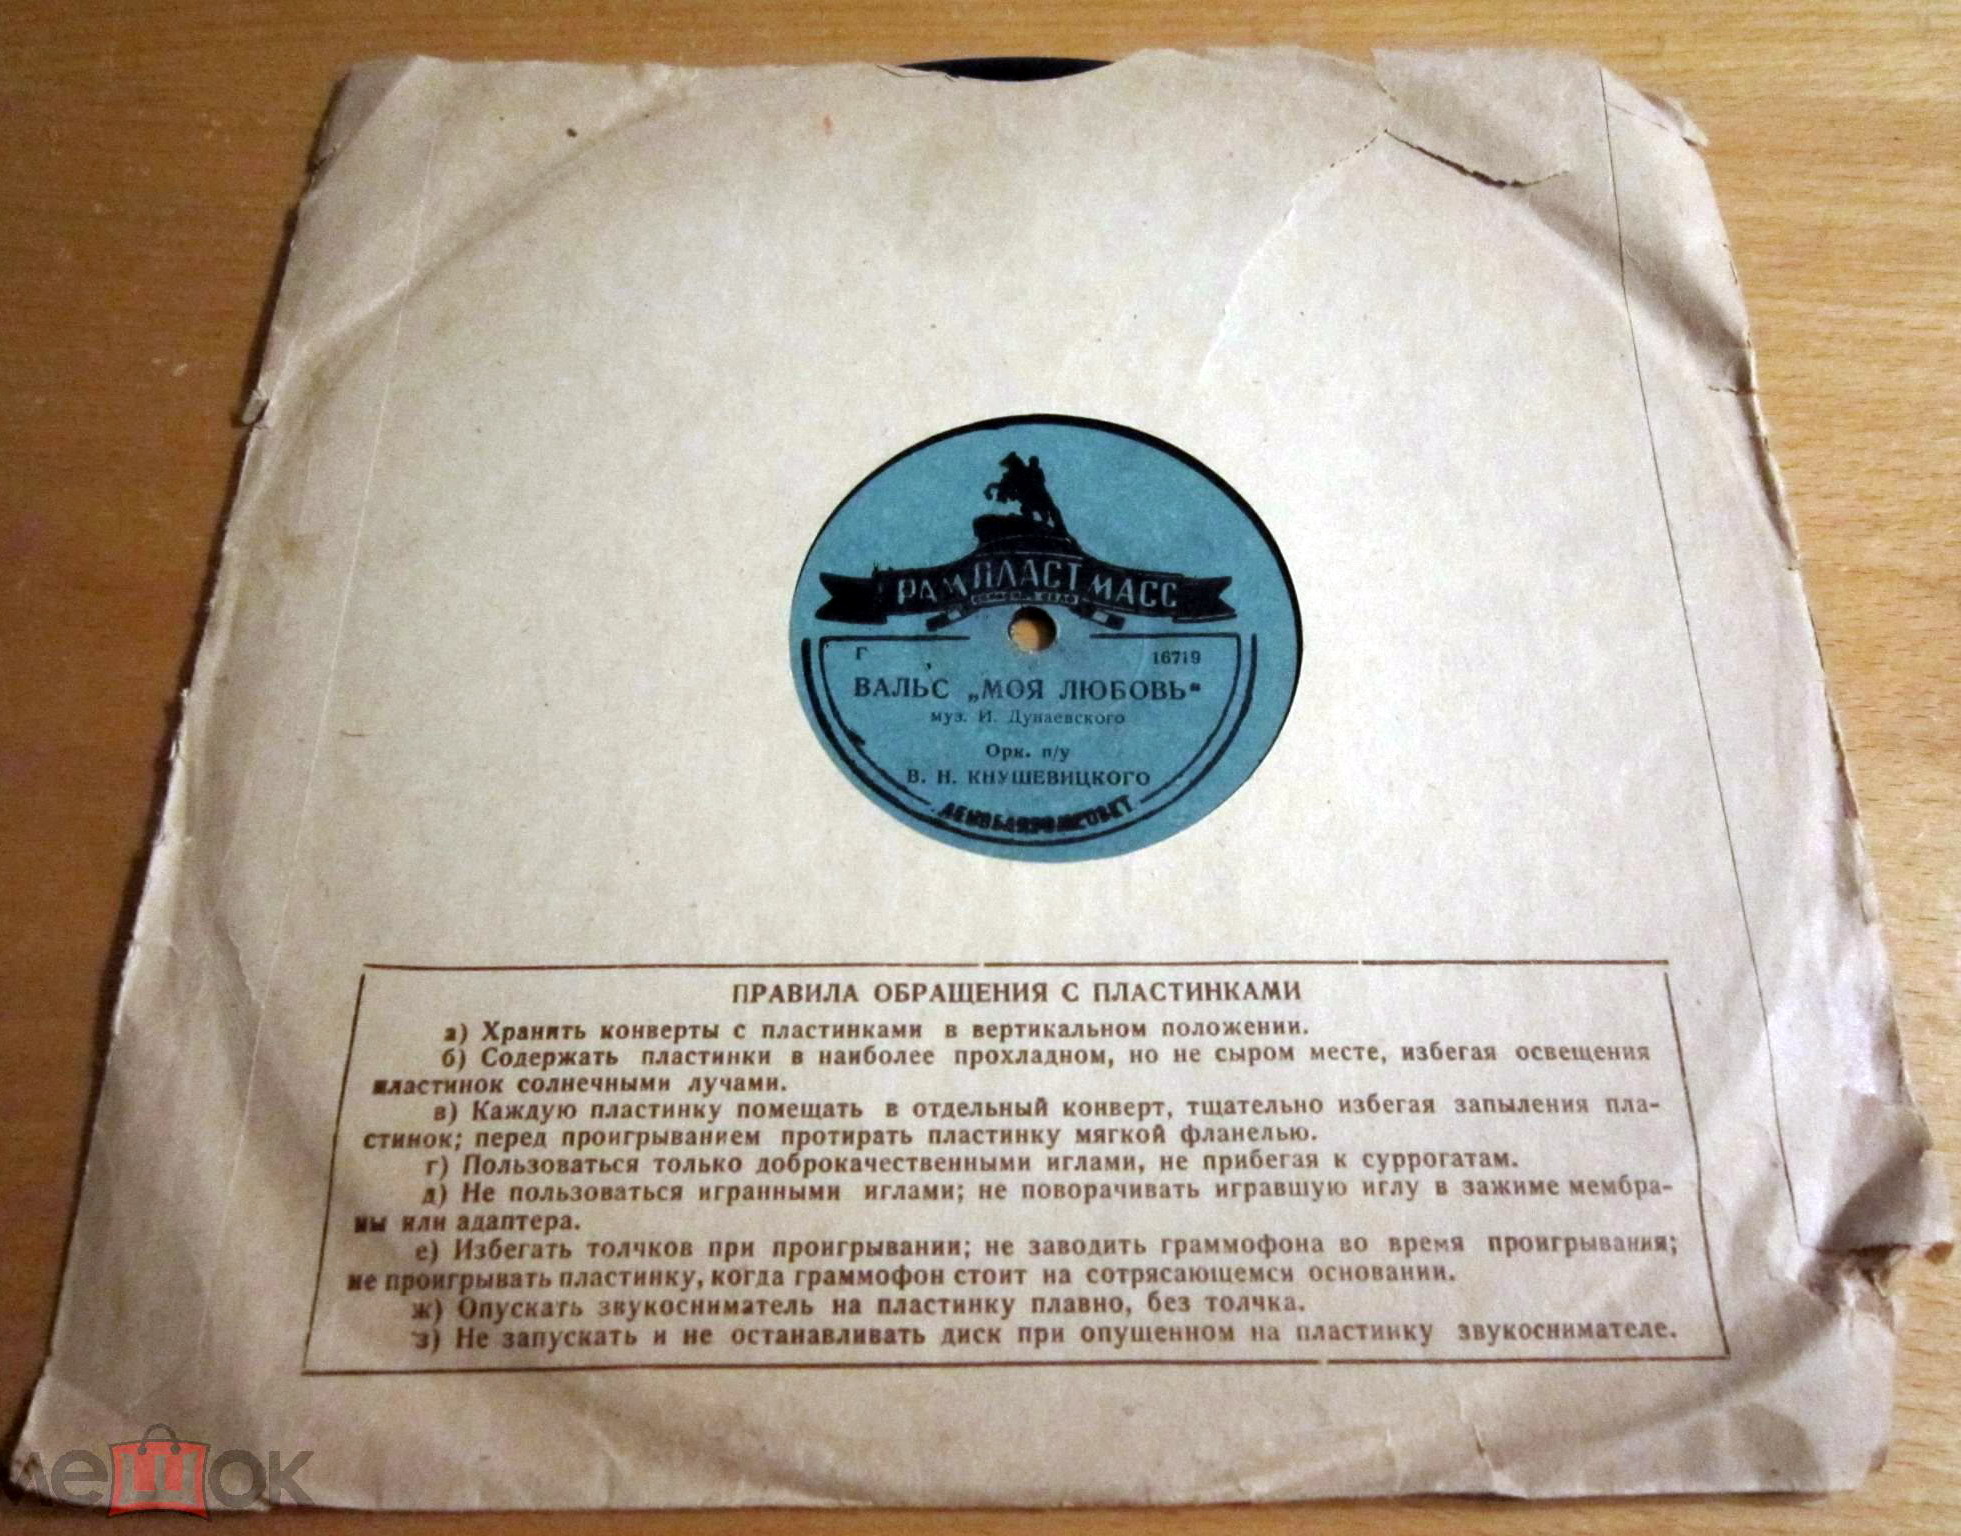 ГРАМПЛАСТМАСС
Г 16719
ВАЛЬС „МОЯ ЛЮБОВЬ“
муз. И. Дунаевского
Орк. п/у
В. Н. КНУШЕВИЦКОГО
ПРАВИЛА ОБРАЩЕНИЯ С ПЛАСТИНКАМИ
а) Хранить конверты с пластинками в вертикальном положении.
б) Содержать пластинки в наиболее прохладном, но не сыром месте, избегая освещения
пластинок солнечными лучами.
в) Каждую пластинку помещать в отдельный конверт, тщательно избегая запыления пла-
стинок; перед проигрыванием протирать пластинку мягкой фланелью.
г) Пользоваться только доброкачественными иглами, не прибегая к суррогатам.
д) Не пользоваться игранными иглами; не поворачивать игравшую иглу в зажиме мембра-
ны или адаптера.
е) Избегать толчков при проигрывании; не заводить граммофона во время проигрывания;
не проигрывать пластинку, когда граммофон стоит на сотрясающемся основании.
ж) Опускать звукосниматель на пластинку плавно, без толчка.
з) Не запускать и не останавливать диск при опущенном на пластинку звукоснимателе.
мешок